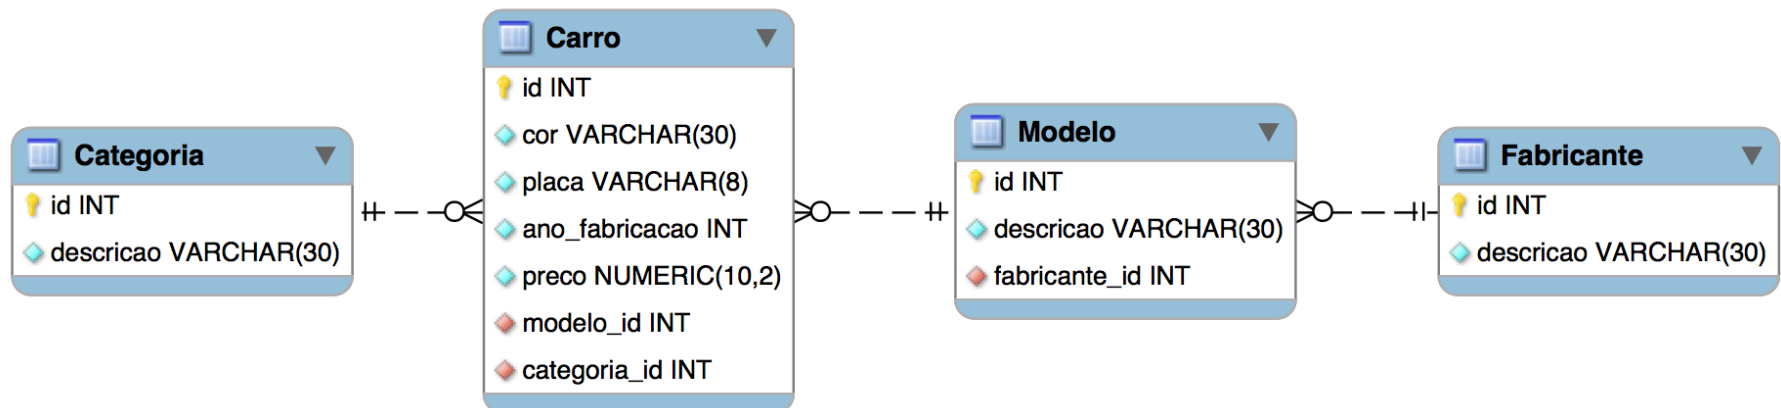 Categoria
id INT
descricao VARCHAR(30)
Carro
id INT
cor VARCHAR(30)
placa VARCHAR(8)
ano_fabricacao INT
preco NUMERIC(10,2)
modelo_id INT
categoria_id INT
Modelo
id INT
descricao VARCHAR(30)
fabricante_id INT
Fabricante
id INT
descricao VARCHAR(30)